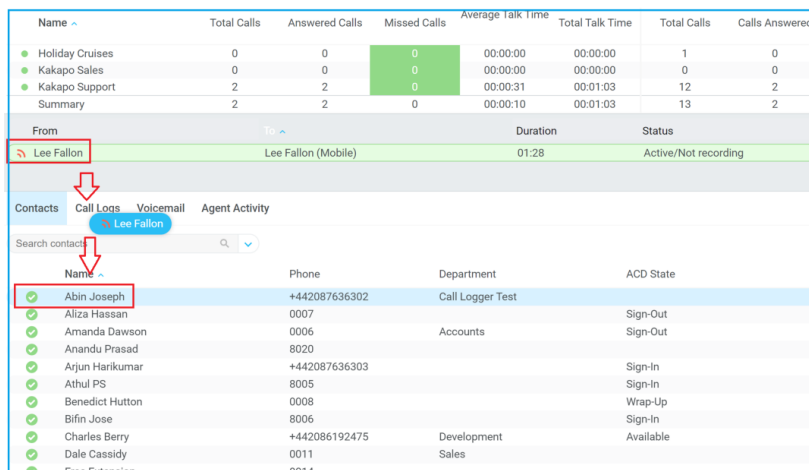 Name Total Calls Answered Calls Missed Calls Average Talk Time Total Talk Time Total Calls Calls Answered
Holiday Cruises 0 0 0 00:00:00 00:00:00 1 0
Kakapo Sales 0 0 0 00:00:00 00:00:00 0 0
Kakapo Support 2 2 0 00:00:31 00:01:03 12 2
Summary 2 2 0 00:00:10 00:01:03 13 2
From To Duration Status
Lee Fallon Lee Fallon (Mobile) 01:28 Active/Not recording
Contacts Call Logs Voicemail Agent Activity
Lee Fallon
Search contacts
Name Phone Department ACD State
Abin Joseph +442087636302 Call Logger Test
Aliza Hassan 0007 Sign-Out
Amanda Dawson 0006 Accounts Sign-Out
Anandu Prasad 8020
Arjun Harikumar +442087636303 Sign-In
Athul PS 8005 Sign-In
Benedict Hutton 0008 Wrap-Up
Bifin Jose 8006 Sign-In
Charles Berry +442086192475 Development Available
Dale Cassidy 0011 Sales